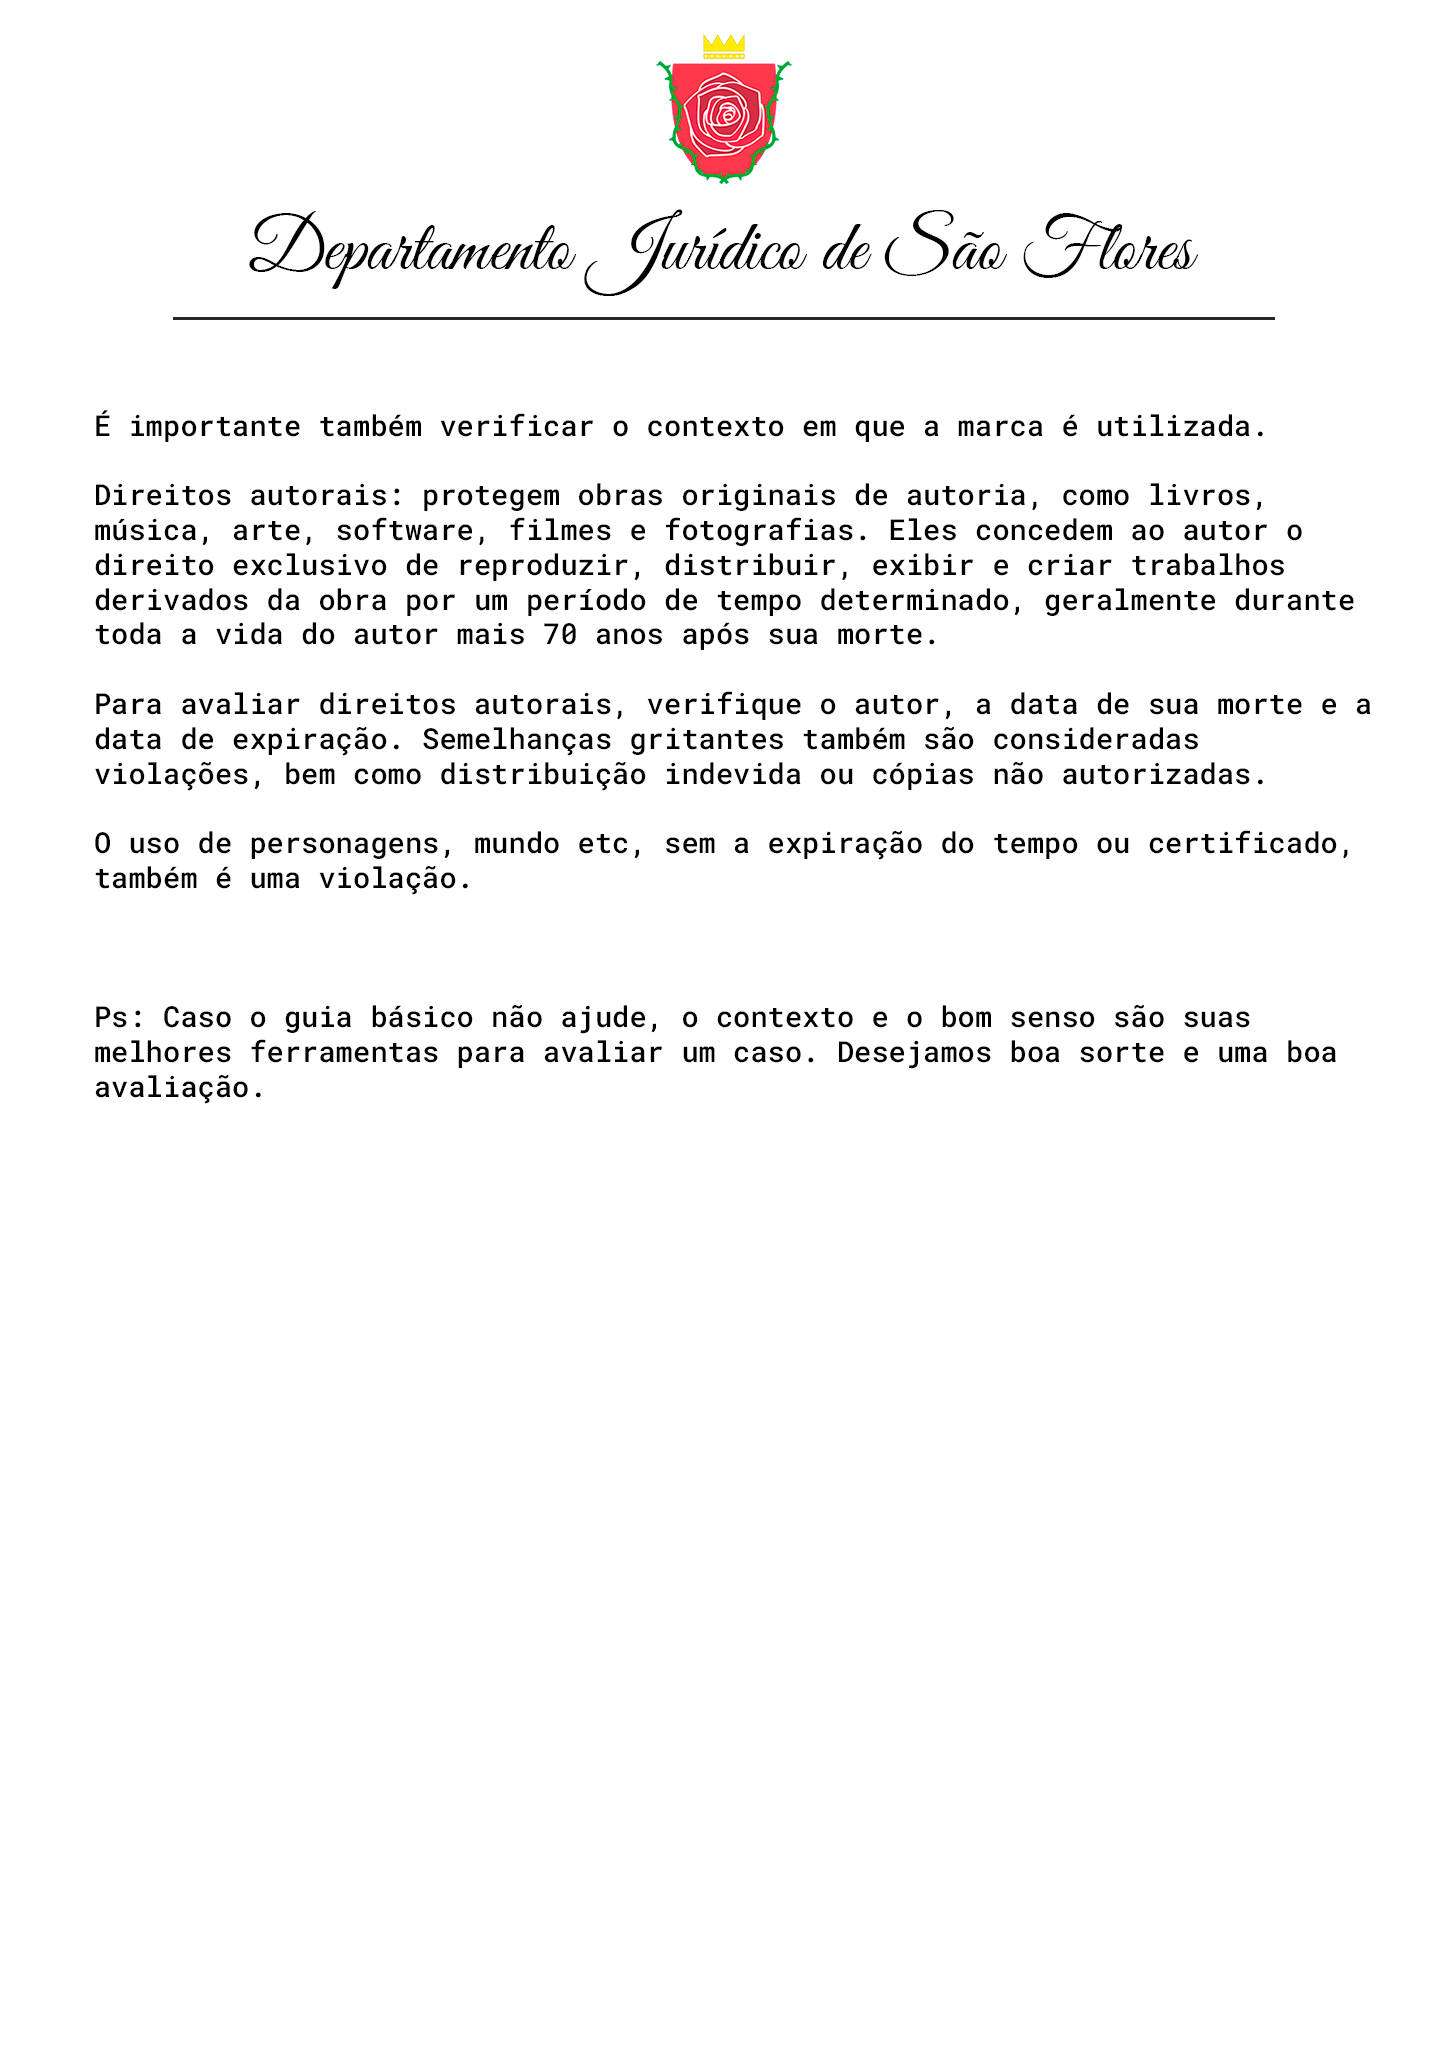 Departamento Jurídico de São Flores
É importante também verificar o contexto em que a marca é utilizada.
Direitos autorais: protegem obras originais de autoria, como livros,
música, arte, software, filmes e fotografias. Eles concedem ao autor o
direito exclusivo de reproduzir, distribuir, exibir e criar trabalhos
derivados da obra por um período de tempo determinado, geralmente durante
toda a vida do autor mais 70 anos após sua morte.
Para avaliar direitos autorais, verifique o autor, a data de sua morte e a
data de expiração. Semelhanças gritantes também são consideradas
violações, bem como distribuição indevida ou cópias não autorizadas.
O uso de personagens, mundo etc, sem a expiração do tempo ou certificado,
também é uma violação.
Ps: Caso o guia básico não ajude, o contexto e o bom senso são suas
melhores ferramentas para avaliar um caso. Desejamos boa sorte e uma boa
avaliação.